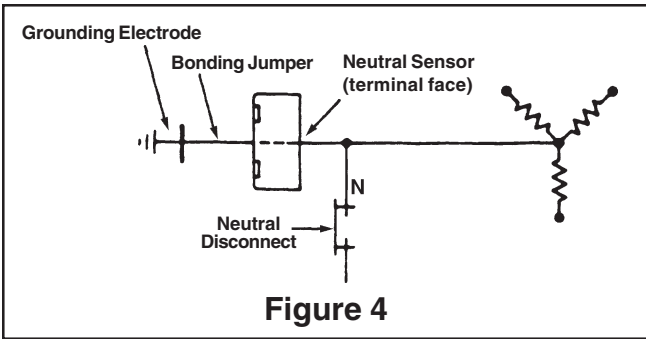 Grounding Electrode
Bonding Jumper
Neutral Sensor
(terminal face)
N
Neutral
Disconnect
Figure 4